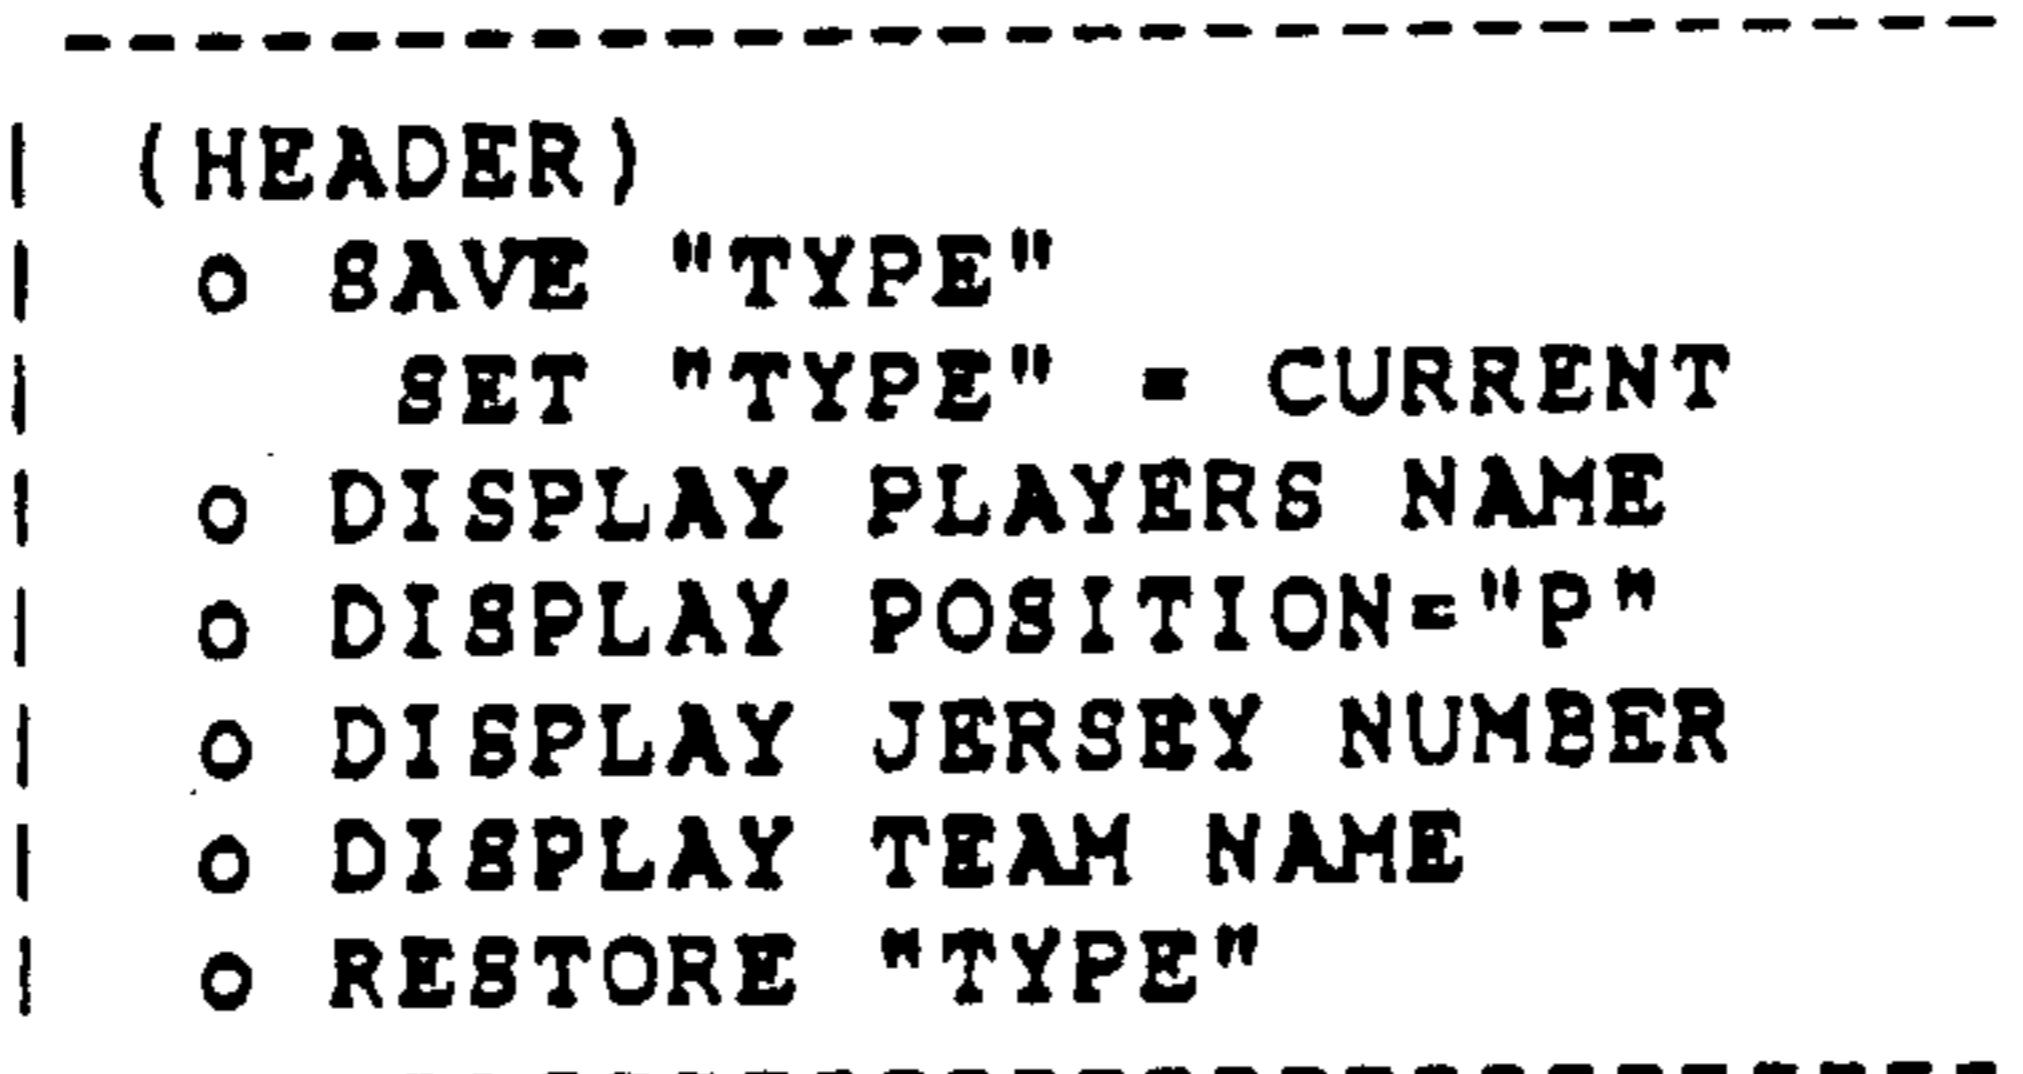 ------------------------------
| (HEADER)
| o SAVE "TYPE"
| SET "TYPE" = CURRENT
| o DISPLAY PLAYERS NAME
| o DISPLAY POSITION="P"
| o DISPLAY JERSEY NUMBER
| o DISPLAY TEAM NAME
| o RESTORE "TYPE"